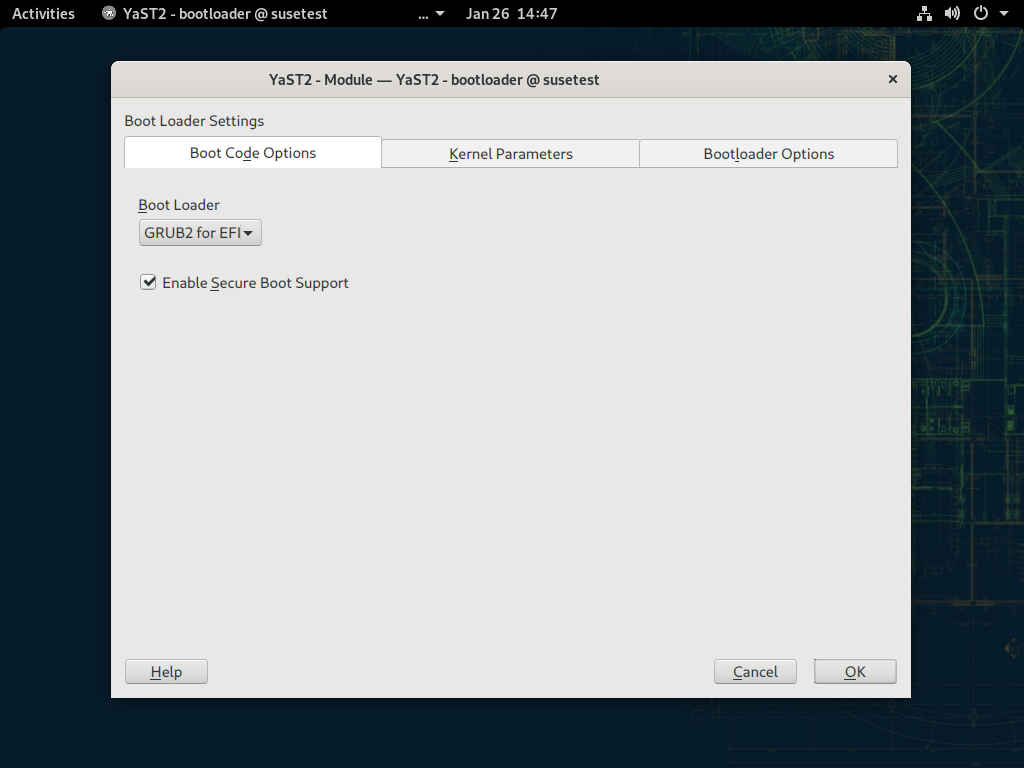 Activities YaST2 - bootloader @ susetest ... Jan 26 14:47
YaST2 - Module — YaST2 - bootloader @ susetest ×
Boot Loader Settings
Boot Code Options Kernel Parameters Bootloader Options
Boot Loader
GRUB2 for EFI
Enable Secure Boot Support
Help Cancel OK